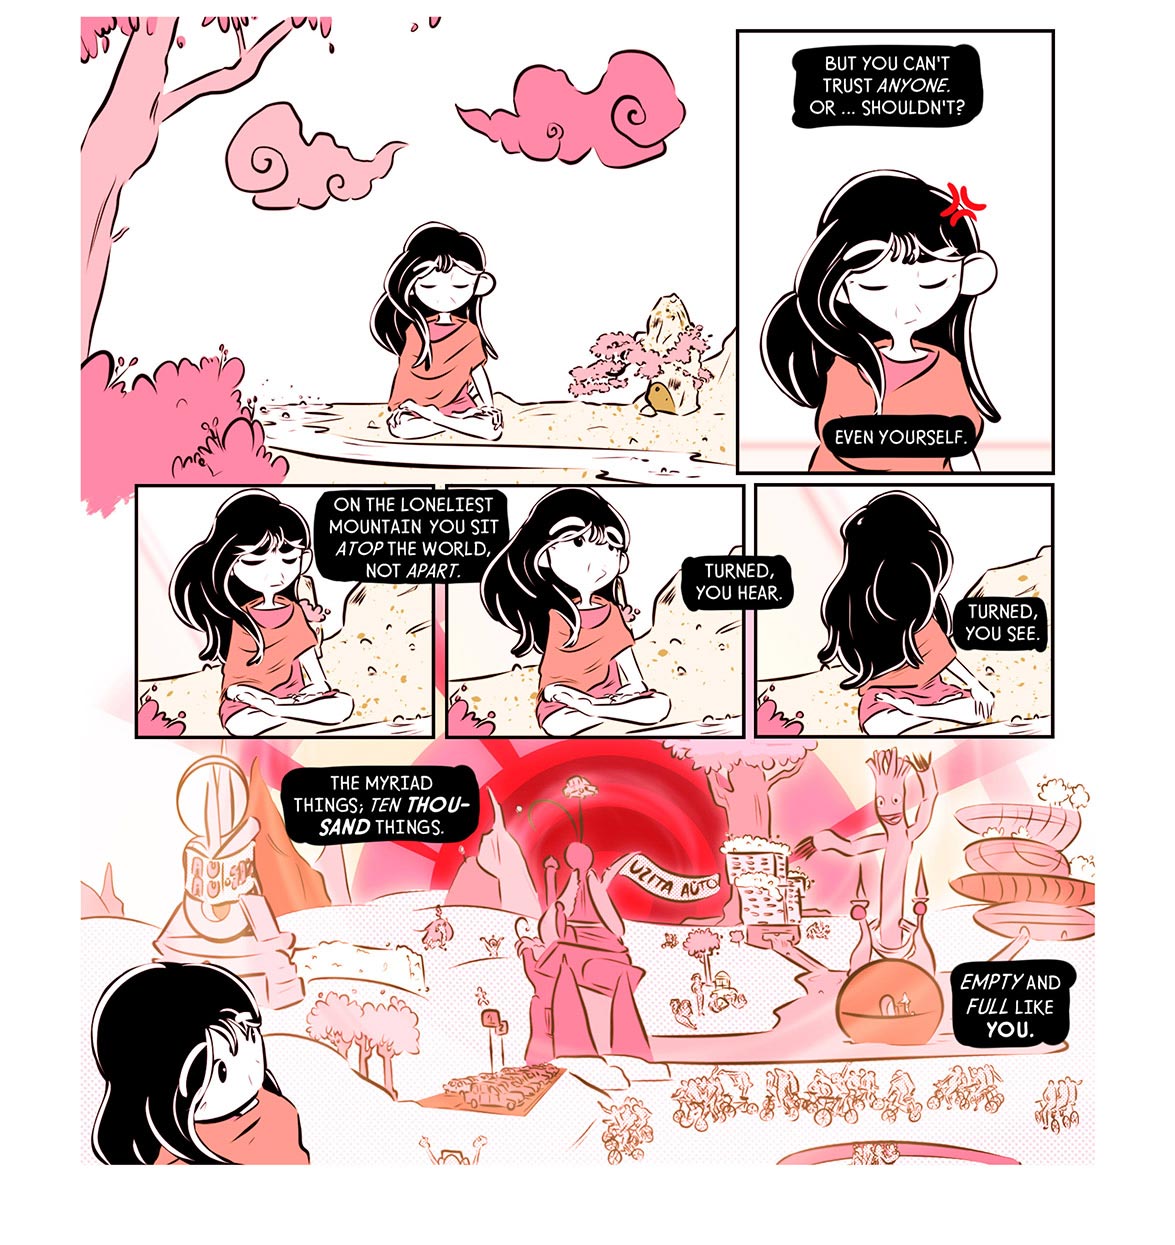 BUT YOU CAN'T
TRUST ANYONE.
OR ... SHOULDN'T?
EVEN YOURSELF.
ON THE LONELIEST
MOUNTAIN YOU SIT
ATOP THE WORLD,
NOT APART.
TURNED,
YOU HEAR.
TURNED,
YOU SEE.
THE MYRIAD
THINGS; TEN THOU-
SAND THINGS.
UZITA AUTO
EMPTY AND
FULL LIKE
YOU.